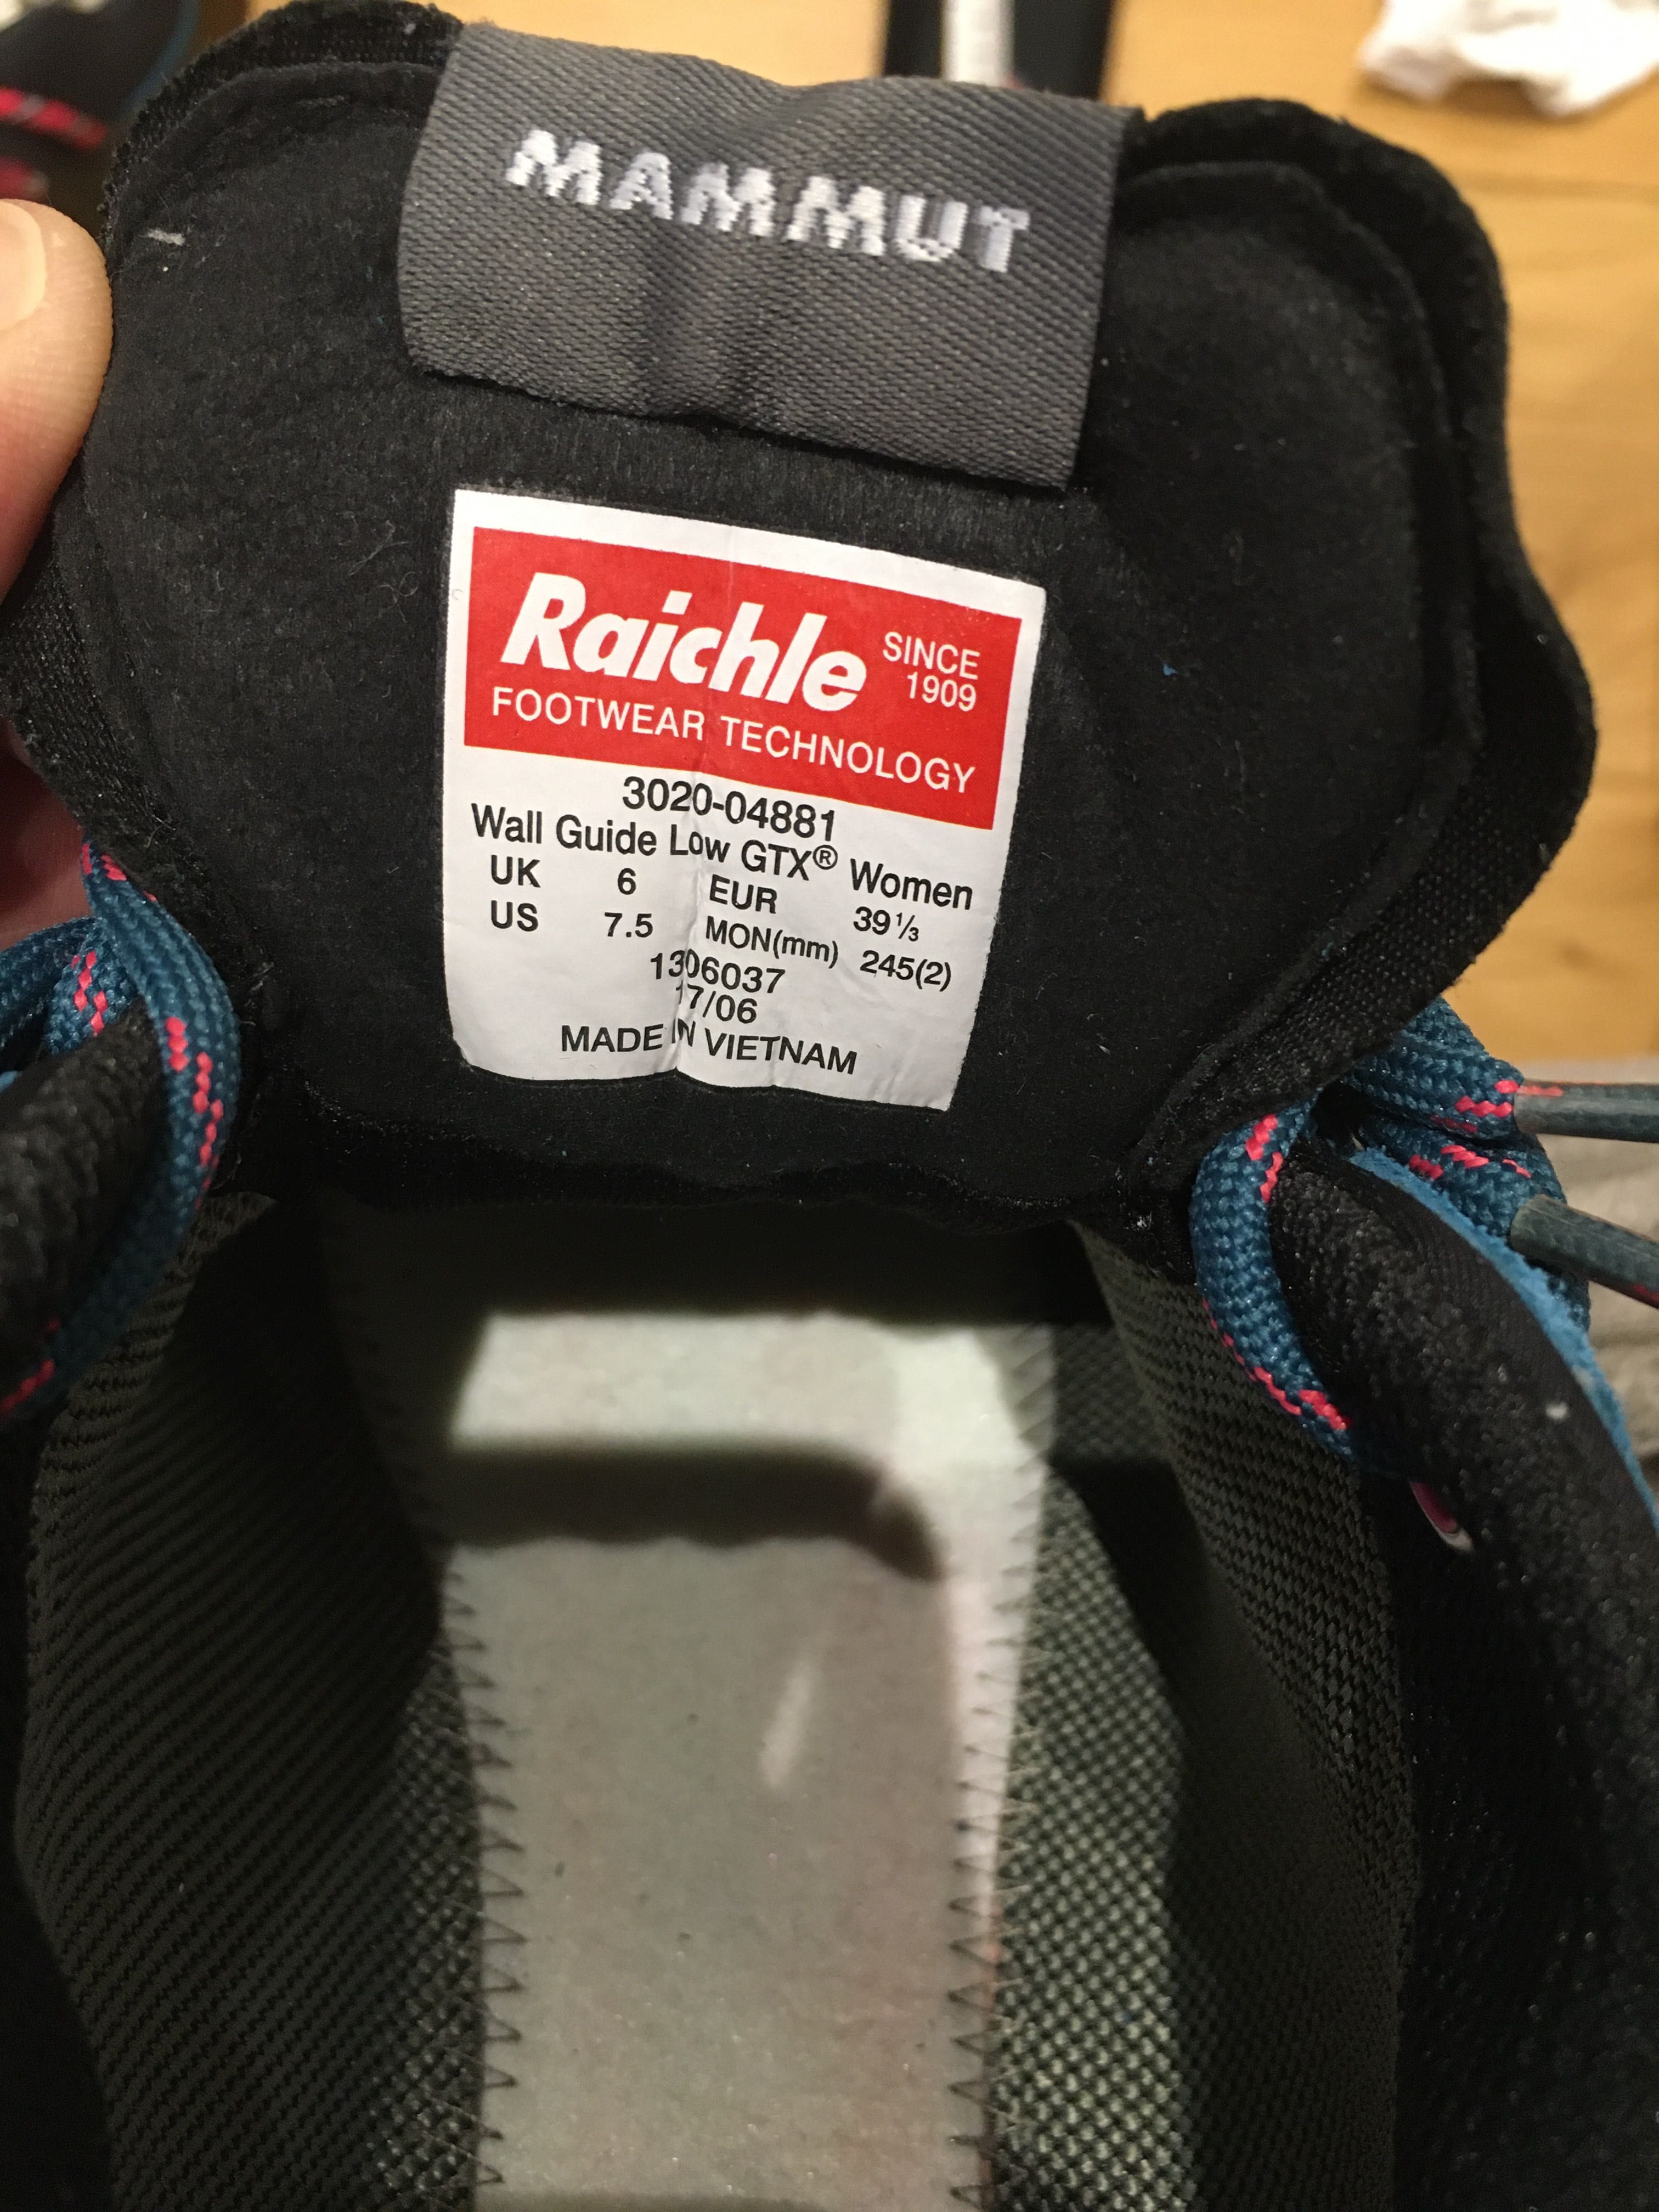 MAMMUT
Raichle SINCE 1909
FOOTWEAR TECHNOLOGY
3020-04881
Wall Guide Low GTX® Women
UK 6 EUR 39⅓
US 7.5 MON(mm) 245(2)
1306037
17/06
MADE IN VIETNAM